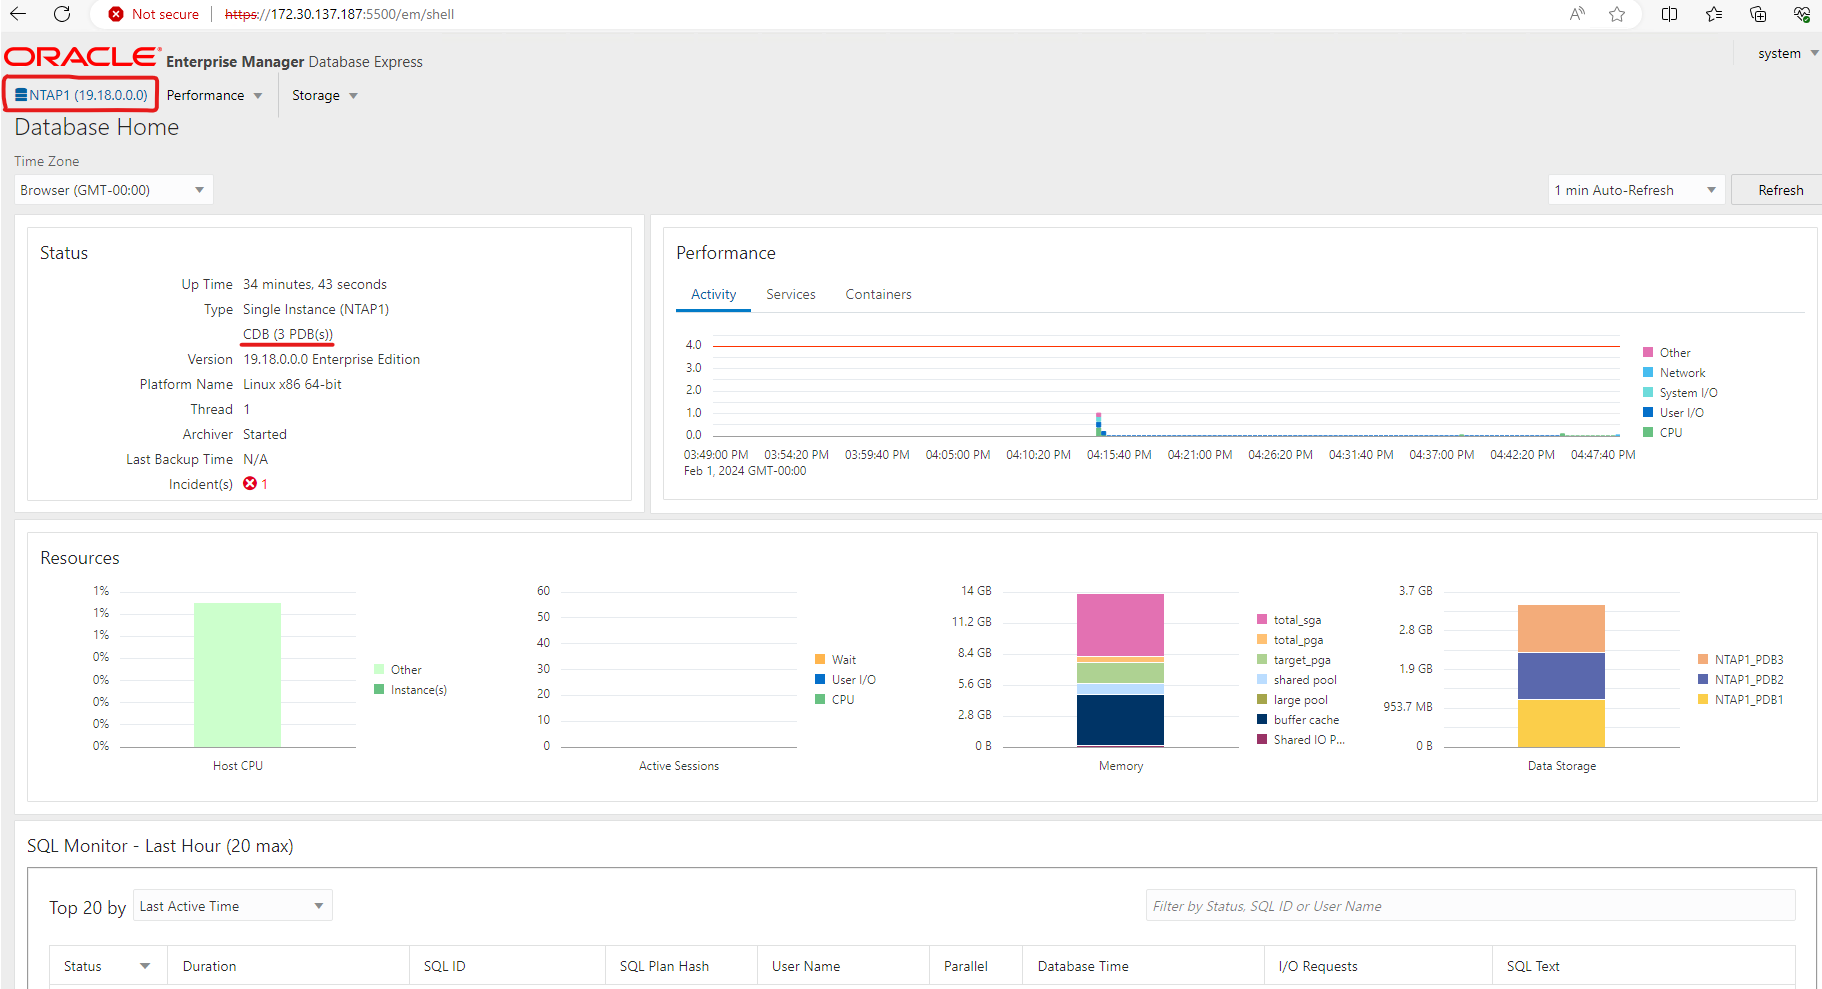 Not secure https://172.30.137.187:5500/em/shell
ORACLE Enterprise Manager Database Express
system
NTAP1 (19.18.0.0.0) Performance Storage
Database Home
Time Zone
Browser (GMT-00:00)
1 min Auto-Refresh Refresh
Status
Up Time 34 minutes, 43 seconds
Type Single Instance (NTAP1)
CDB (3 PDB(s))
Version 19.18.0.0.0 Enterprise Edition
Platform Name Linux x86 64-bit
Thread 1
Archiver Started
Last Backup Time N/A
Incident(s) 1
Performance
Activity Services Containers
4.0
3.0
2.0
1.0
0.0
03:49:00 PM 03:54:20 PM 03:59:40 PM 04:05:00 PM 04:10:20 PM 04:15:40 PM 04:21:00 PM 04:26:20 PM 04:31:40 PM 04:37:00 PM 04:42:20 PM 04:47:40 PM
Feb 1, 2024 GMT-00:00
Other
Network
System I/O
User I/O
CPU
Resources
1%
1%
1%
0%
0%
0%
0%
0%
Host CPU
Other
Instance(s)
60
50
40
30
20
10
0
Active Sessions
Wait
User I/O
CPU
14 GB
11.2 GB
8.4 GB
5.6 GB
2.8 GB
0 B
Memory
total_sga
total_pga
target_pga
shared pool
large pool
buffer cache
Shared IO P...
3.7 GB
2.8 GB
1.9 GB
953.7 MB
0 B
Data Storage
NTAP1_PDB3
NTAP1_PDB2
NTAP1_PDB1
SQL Monitor - Last Hour (20 max)
Top 20 by Last Active Time
Filter by Status, SQL ID or User Name
Status Duration SQL ID SQL Plan Hash User Name Parallel Database Time I/O Requests SQL Text